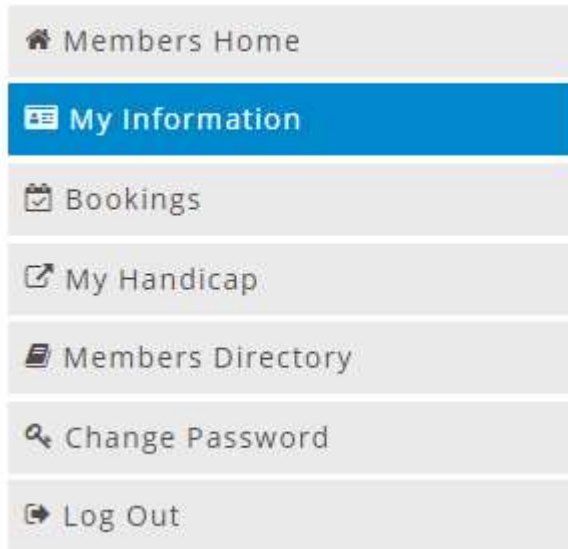 Members Home
My Information
Bookings
My Handicap
Members Directory
Change Password
Log Out